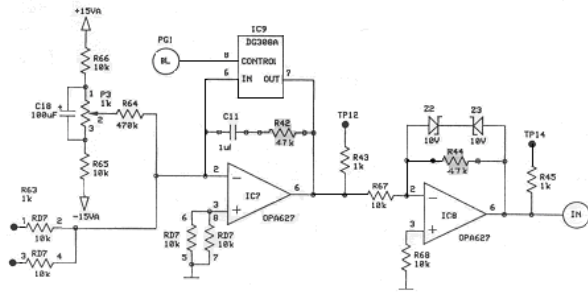 +15VA
R66
10k
C18
100uF
+
1
P3
1k
2
3
R64
470k
R65
10k
-15VA
R63
1k
1
RD7
2
10k
3
RD7
4
10k
PG1
BL
IC9
DG308A
8
CONTROL
6
IN
OUT
7
C11
1uf
R42
47k
2
-
IC7
6
3
+
OPA627
6
8
RD7
RD7
10k
10k
5
7
TP12
R43
1k
R67
10k
Z2
Z3
10V
10V
R44
47k
2
-
IC8
6
3
+
OPA627
R68
10k
TP14
R45
1k
IN